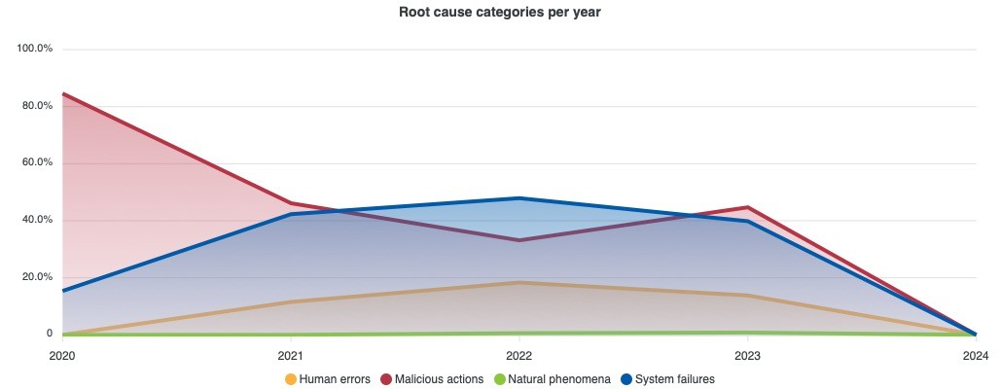 Root cause categories per year
100.0%
80.0%
60.0%
40.0%
20.0%
0
2020 2021 2022 2023 2024
Human errors Malicious actions Natural phenomena System failures